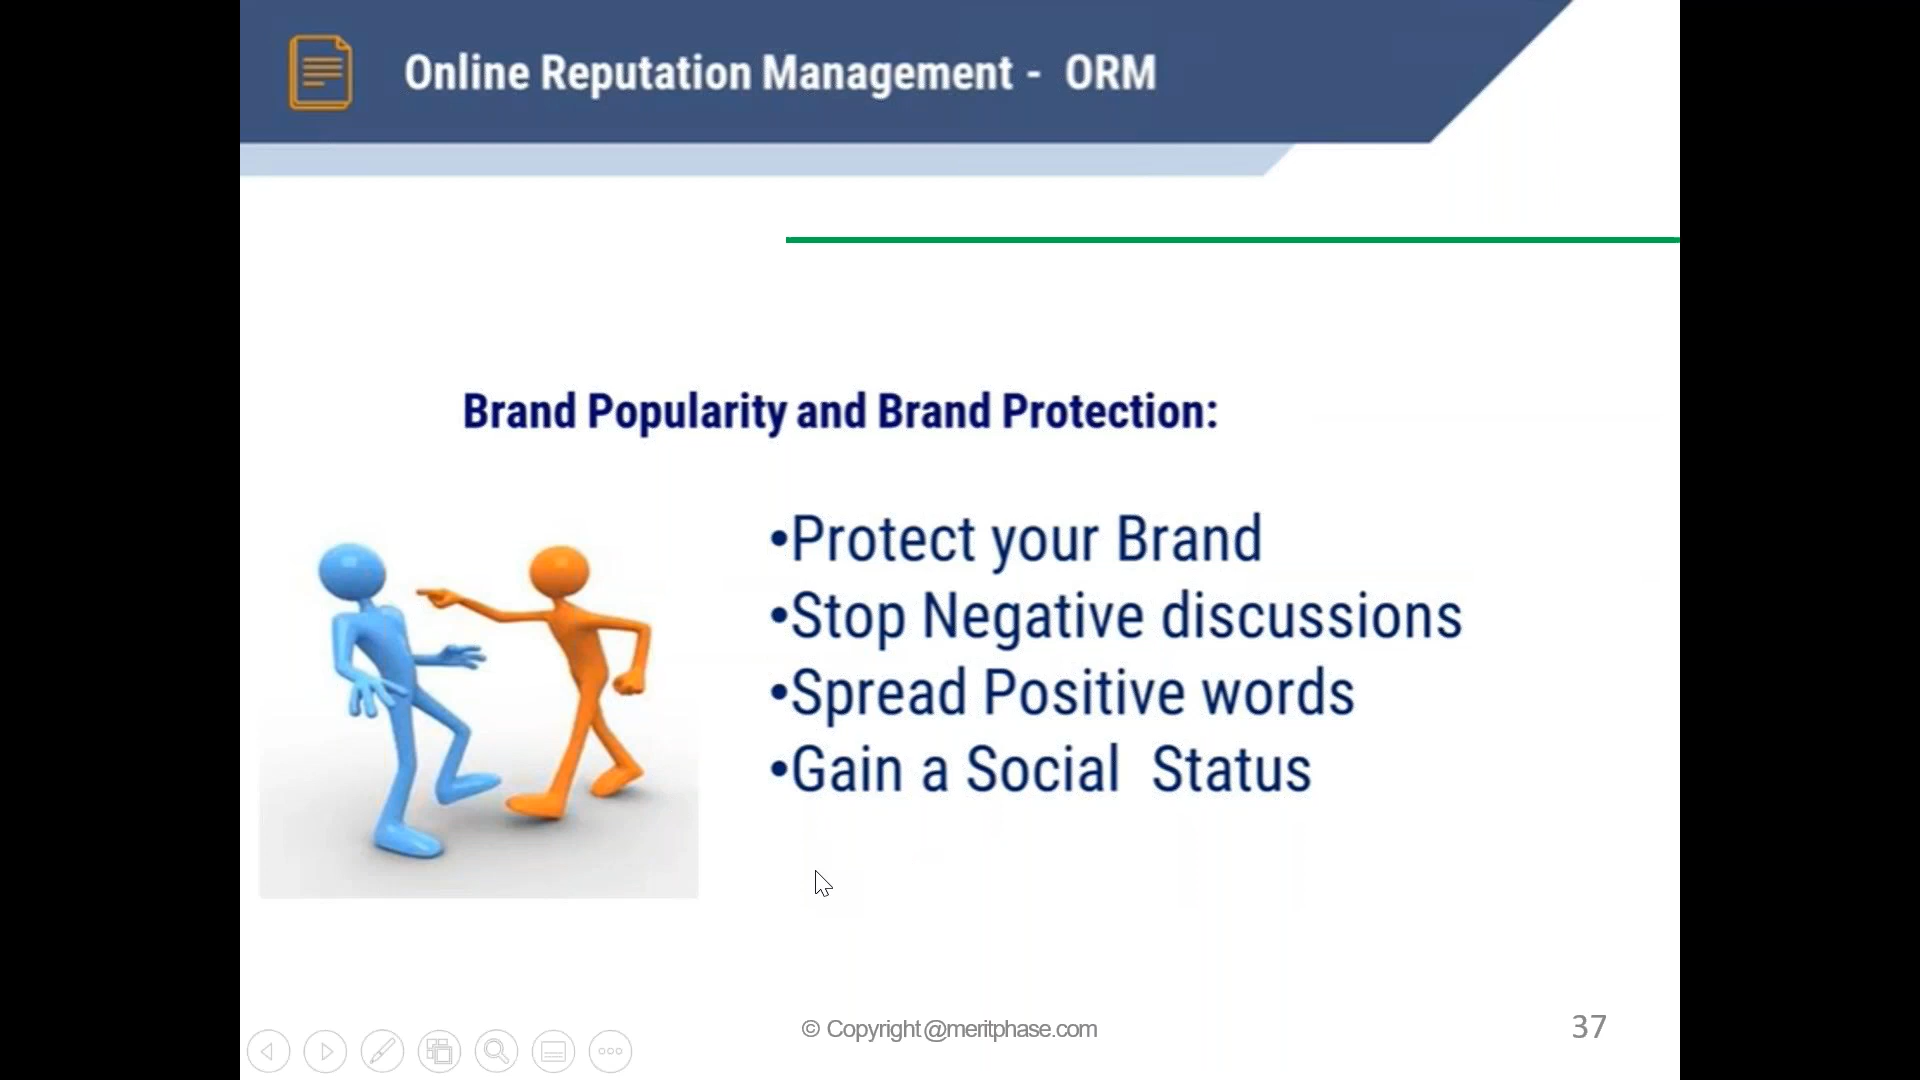 Online Reputation Management - ORM
Brand Popularity and Brand Protection:
•Protect your Brand
•Stop Negative discussions
•Spread Positive words
•Gain a Social Status
© Copyright @meritphase.com
37